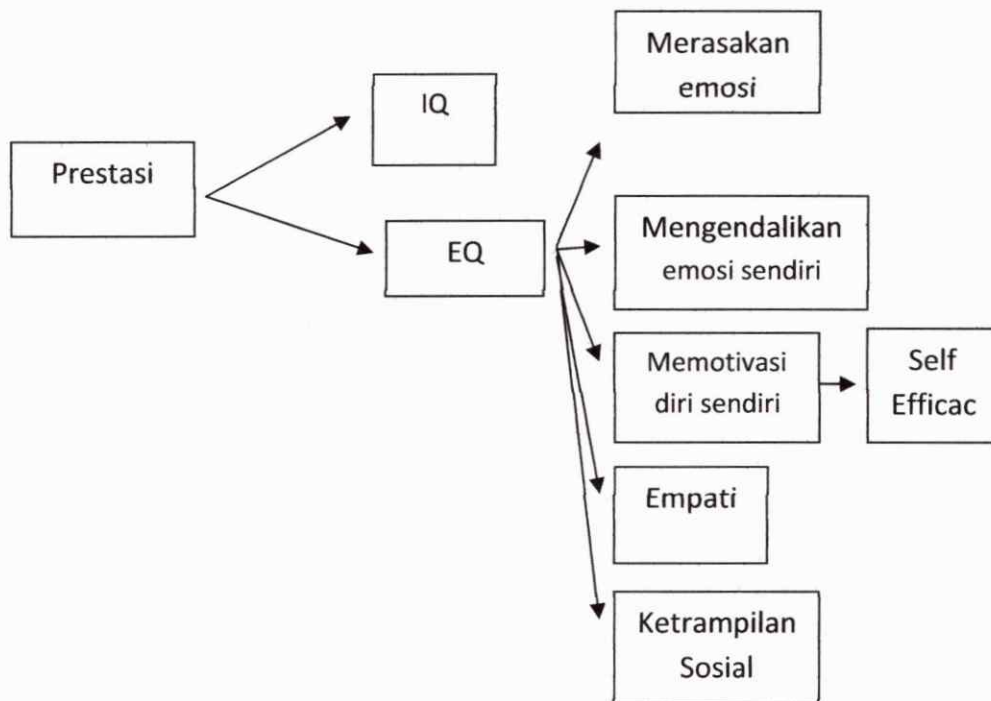 Merasakan
emosi
IQ
Prestasi
EQ
Mengendalikan
emosi sendiri
Memotivasi
diri sendiri
Self
Efficac
Empati
Ketrampilan
Sosial